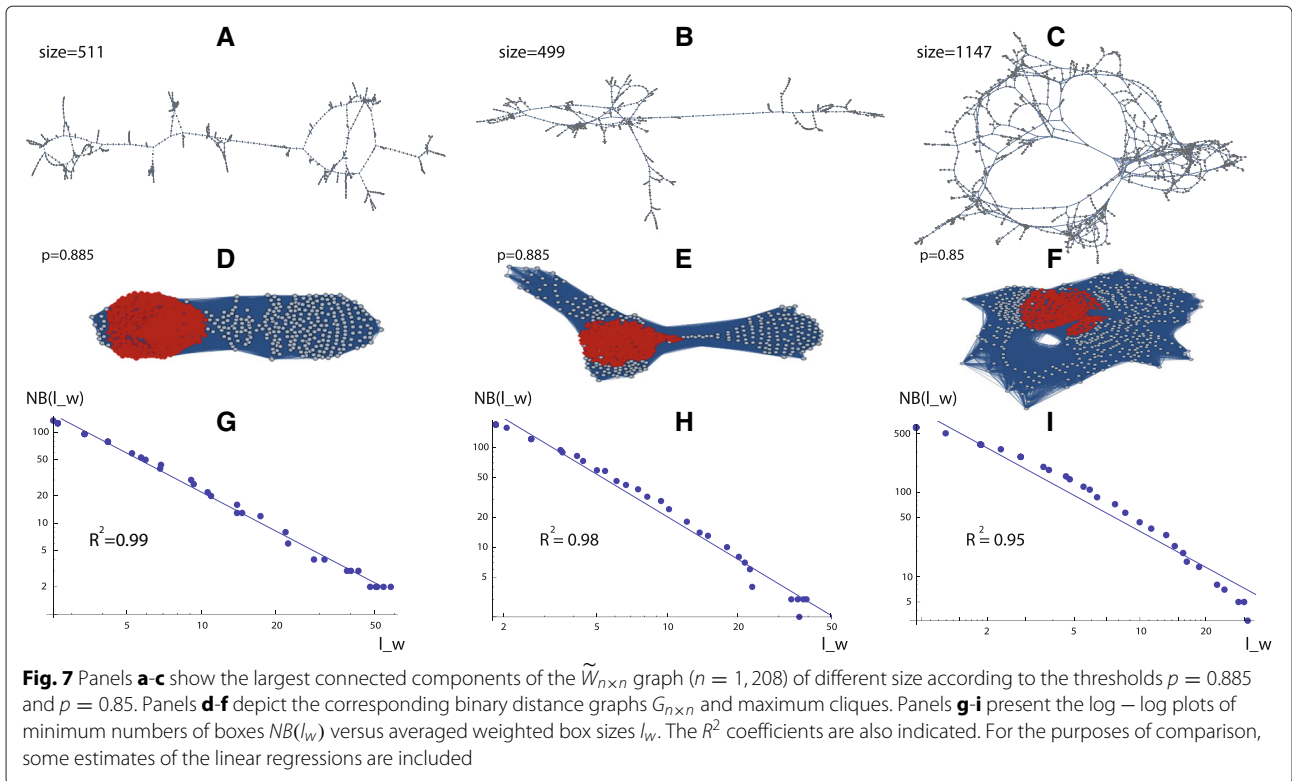 A
B
C
size=511
size=499
size=1147
p=0.885
D
p=0.885
E
p=0.85
F
NB(l_w)
G
100
50
20
10
5
2
R²=0.99
5
10
20
50
l_w
NB(l_w)
H
100
50
10
5
R²= 0.98
2
5
10
20
50
l_w
NB(l_w)
I
500
100
50
10
5
R²= 0.95
2
5
10
20
l_w
Fig. 7 Panels a-c show the largest connected components of the W̃n×n graph (n = 1, 208) of different size according to the thresholds p = 0.885
and p = 0.85. Panels d-f depict the corresponding binary distance graphs Gn×n and maximum cliques. Panels g-i present the log – log plots of
minimum numbers of boxes NB(lw) versus averaged weighted box sizes lw. The R² coefficients are also indicated. For the purposes of comparison,
some estimates of the linear regressions are included